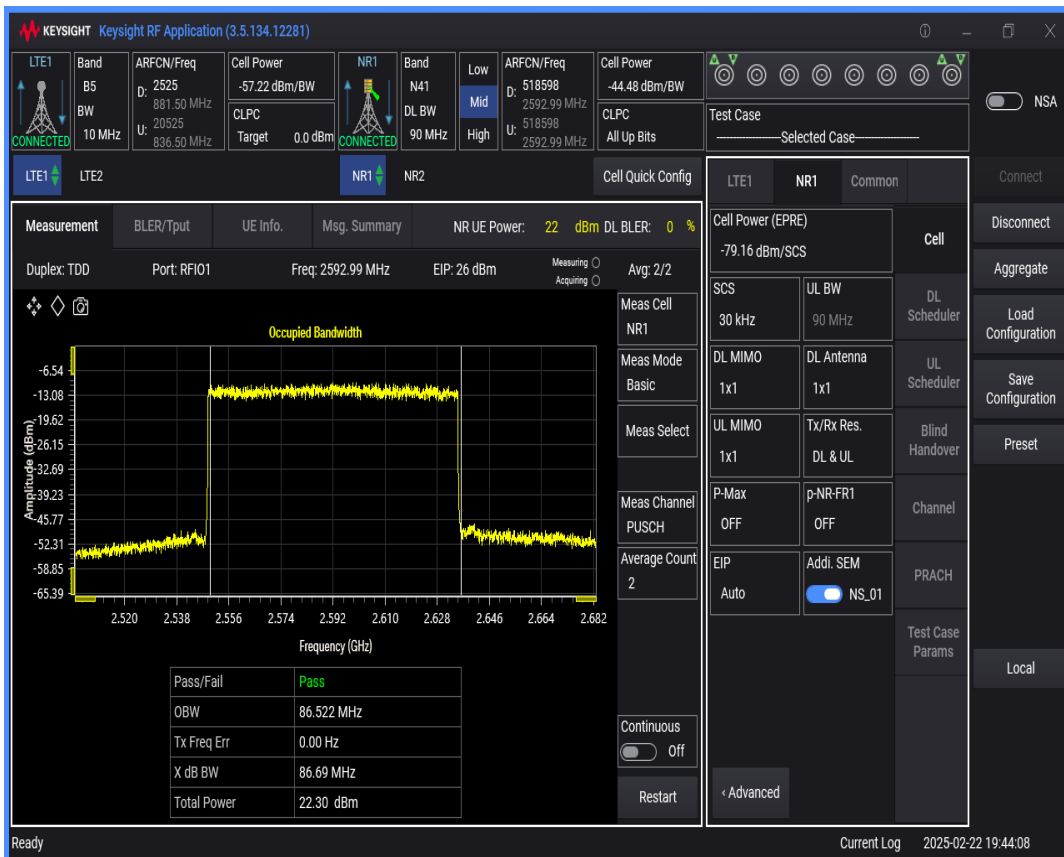 KEYSIGHT Keysight RF Application (3.5.134.12281)
LTE1
CONNECTED
Band
B5
BW
10 MHz
ARFCN/Freq
D: 2525
881.50 MHz
U: 20525
836.50 MHz
Cell Power
-57.22 dBm/BW
CLPC
Target 0.0 dBm
NR1
CONNECTED
Band
N41
DL BW
90 MHz
Low
Mid
High
ARFCN/Freq
D: 518598
2592.99 MHz
U: 518598
2592.99 MHz
Cell Power
-44.48 dBm/BW
CLPC
All Up Bits
Test Case
Selected Case
NSA
LTE1 LTE2 NR1 NR2 Cell Quick Config
Measurement BLER/Tput UE Info. Msg. Summary NR UE Power: 22 dBm DL BLER: 0 %
Duplex: TDD Port: RFIO1 Freq: 2592.99 MHz EIP: 26 dBm Measuring Acquiring Avg: 2/2
Occupied Bandwidth
Amplitude (dBm)
-6.54
-13.08
-19.62
-26.15
-32.69
-39.23
-45.77
-52.31
-58.85
-65.39
2.520 2.538 2.556 2.574 2.592 2.610 2.628 2.646 2.664 2.682
Frequency (GHz)
Pass/Fail Pass
OBW 86.522 MHz
Tx Freq Err 0.00 Hz
X dB BW 86.69 MHz
Total Power 22.30 dBm
Meas Cell
NR1
Meas Mode
Basic
Meas Select
Meas Channel
PUSCH
Average Count
2
Continuous
Off
Restart
LTE1 NR1 Common
Cell Power (EPRE)
-79.16 dBm/SCS
SCS
30 kHz
UL BW
90 MHz
DL MIMO
1x1
DL Antenna
1x1
UL MIMO
1x1
Tx/Rx Res.
DL & UL
P-Max
OFF
p-NR-FR1
OFF
EIP
Auto
Addi. SEM
NS_01
‹ Advanced
Cell
DL
Scheduler
UL
Scheduler
Blind
Handover
Channel
PRACH
Test Case
Params
Connect
Disconnect
Aggregate
Load
Configuration
Save
Configuration
Preset
Local
Ready Current Log 2025-02-22 19:44:08